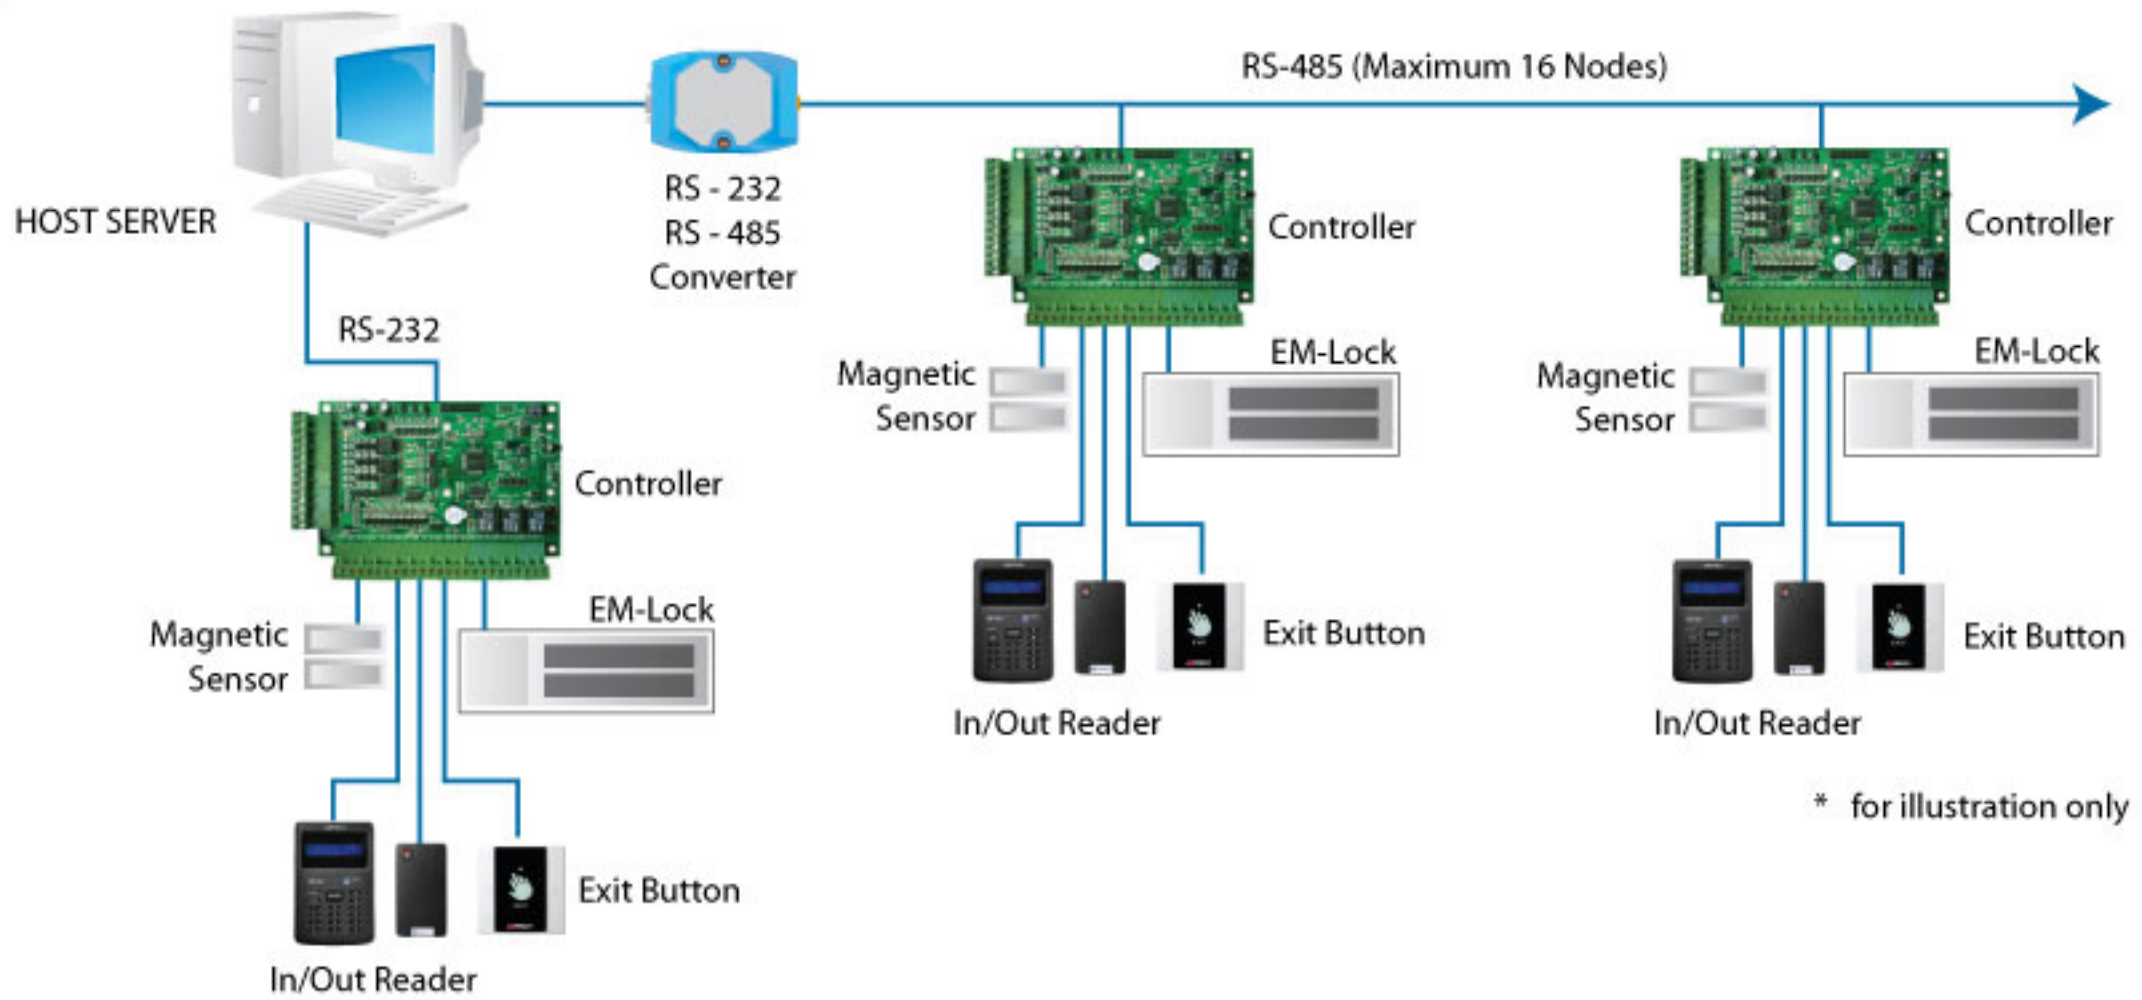 RS-485 (Maximum 16 Nodes)
RS - 232
RS - 485
Converter
HOST SERVER
Controller
Controller
RS-232
EM-Lock
Magnetic
Sensor
EM-Lock
Magnetic
Sensor
Controller
EM-Lock
Magnetic
Sensor
Exit Button
In/Out Reader
Exit Button
In/Out Reader
* for illustration only
Exit Button
In/Out Reader